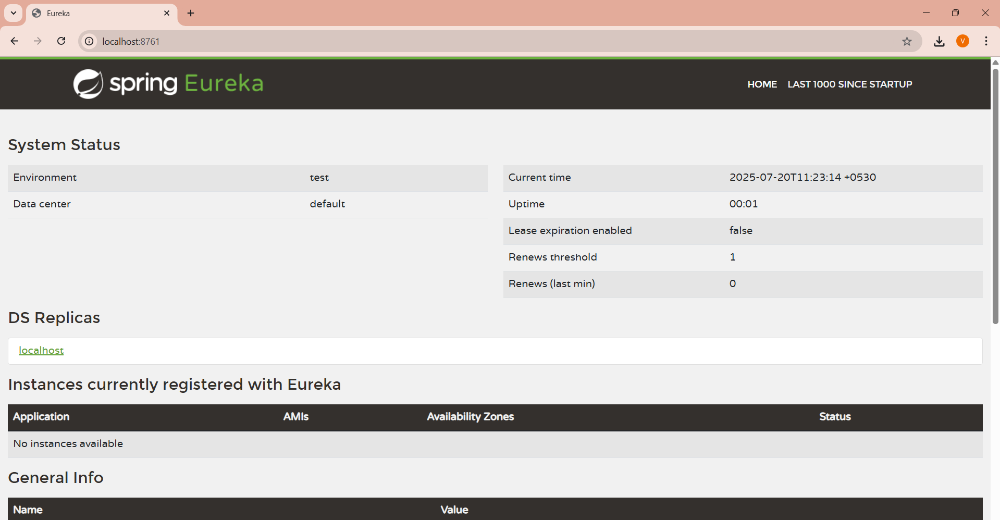 Eureka
localhost:8761
V
spring Eureka
HOME LAST 1000 SINCE STARTUP
System Status
Environment test
Data center default
Current time 2025-07-20T11:23:14 +0530
Uptime 00:01
Lease expiration enabled false
Renews threshold 1
Renews (last min) 0
DS Replicas
localhost
Instances currently registered with Eureka
Application AMIs Availability Zones Status
No instances available
General Info
Name Value